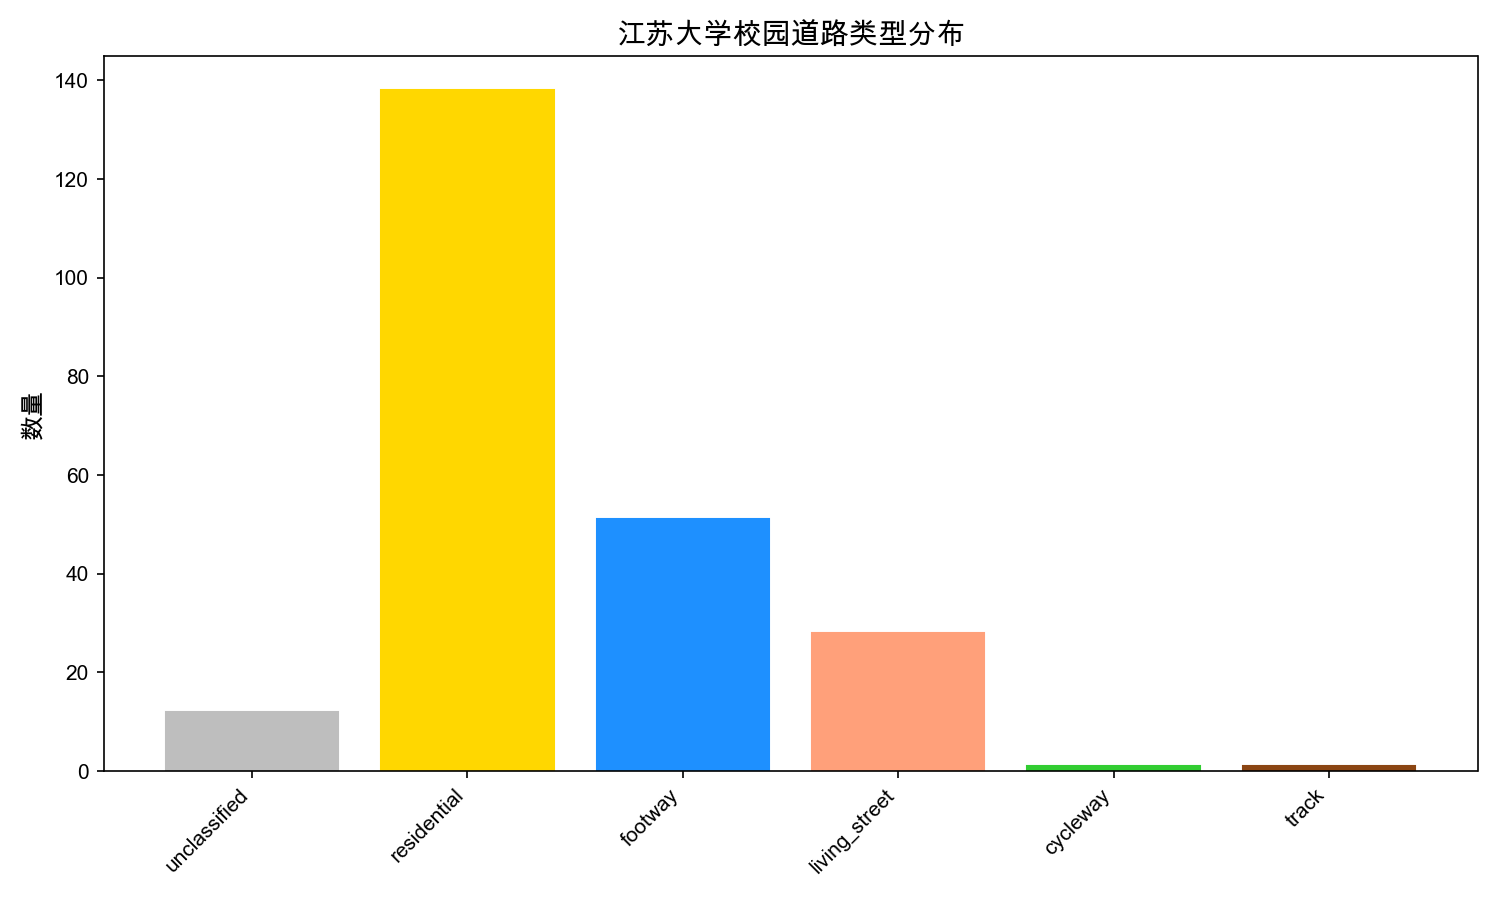 江苏大学校园道路类型分布
数量
140
120
100
80
60
40
20
0
unclassified
residential
footway
living_street
cycleway
track